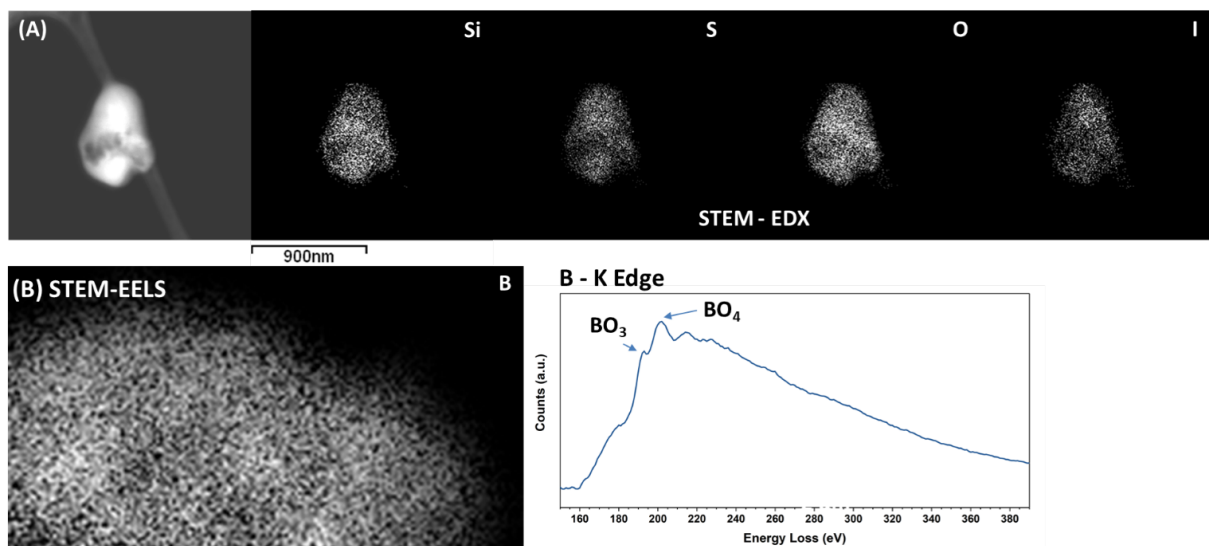 (A)
Si
S
O
I
STEM - EDX
900nm
(B) STEM-EELS
B
B - K Edge
BO₃
BO₄
Counts (a.u.)
160 180 200 220 240 260 280 300 320 340 360 380
Energy Loss (eV)